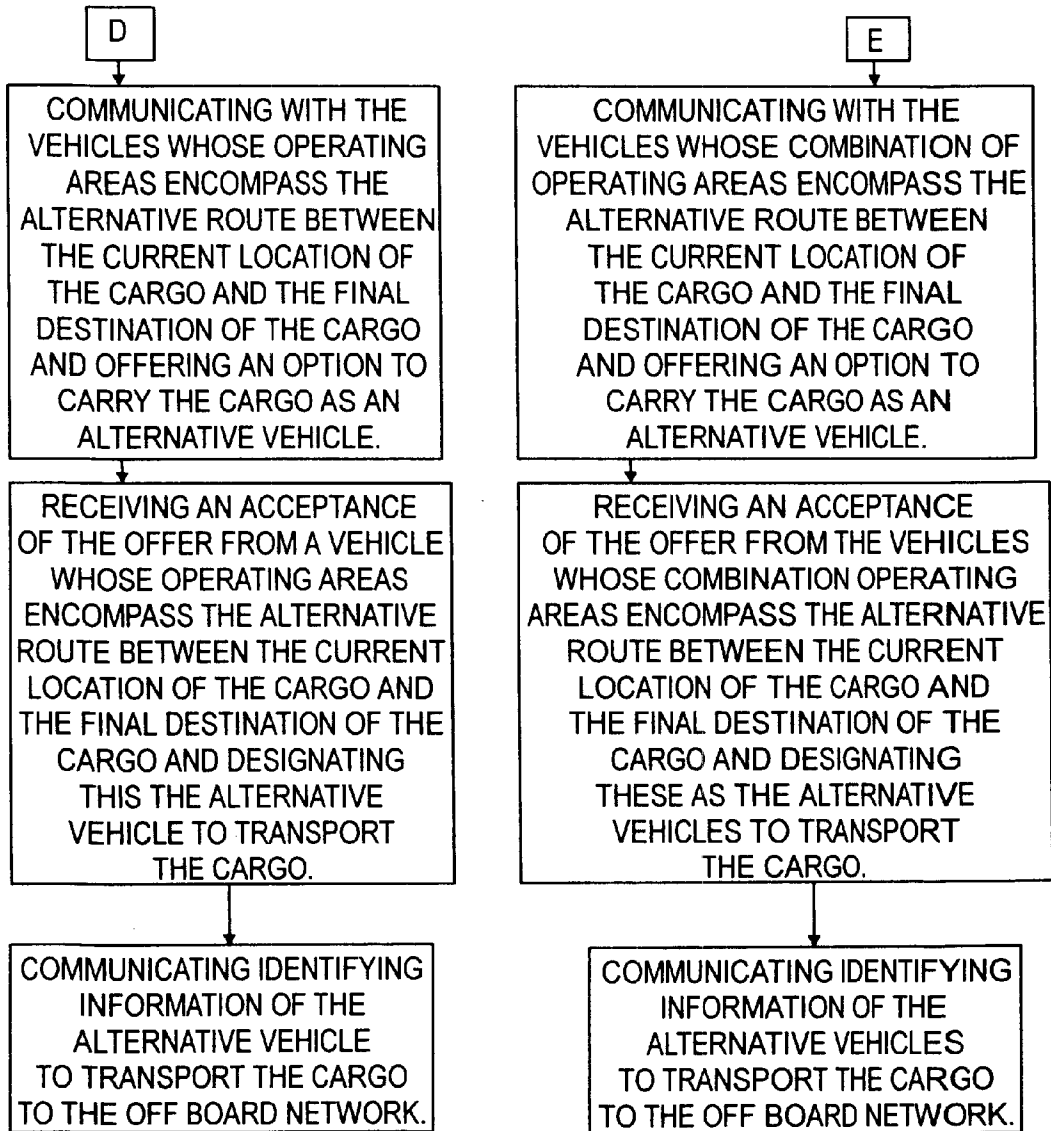 D
COMMUNICATING WITH THE
VEHICLES WHOSE OPERATING
AREAS ENCOMPASS THE
ALTERNATIVE ROUTE BETWEEN
THE CURRENT LOCATION OF
THE CARGO AND THE FINAL
DESTINATION OF THE CARGO
AND OFFERING AN OPTION TO
CARRY THE CARGO AS AN
ALTERNATIVE VEHICLE.
RECEIVING AN ACCEPTANCE
OF THE OFFER FROM A VEHICLE
WHOSE OPERATING AREAS
ENCOMPASS THE ALTERNATIVE
ROUTE BETWEEN THE CURRENT
LOCATION OF THE CARGO AND
THE FINAL DESTINATION OF THE
CARGO AND DESIGNATING
THIS THE ALTERNATIVE
VEHICLE TO TRANSPORT
THE CARGO.
COMMUNICATING IDENTIFYING
INFORMATION OF THE
ALTERNATIVE VEHICLE
TO TRANSPORT THE CARGO
TO THE OFF BOARD NETWORK.
E
COMMUNICATING WITH THE
VEHICLES WHOSE COMBINATION OF
OPERATING AREAS ENCOMPASS THE
ALTERNATIVE ROUTE BETWEEN
THE CURRENT LOCATION OF
THE CARGO AND THE FINAL
DESTINATION OF THE CARGO
AND OFFERING AN OPTION TO
CARRY THE CARGO AS AN
ALTERNATIVE VEHICLE.
RECEIVING AN ACCEPTANCE
OF THE OFFER FROM THE VEHICLES
WHOSE COMBINATION OPERATING
AREAS ENCOMPASS THE ALTERNATIVE
ROUTE BETWEEN THE CURRENT
LOCATION OF THE CARGO AND
THE FINAL DESTINATION OF THE
CARGO AND DESIGNATING
THESE AS THE ALTERNATIVE
VEHICLES TO TRANSPORT
THE CARGO.
COMMUNICATING IDENTIFYING
INFORMATION OF THE
ALTERNATIVE VEHICLES
TO TRANSPORT THE CARGO
TO THE OFF BOARD NETWORK.